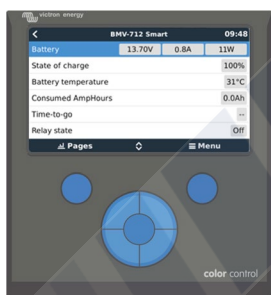 victron energy
BMV-712 Smart 09:48
Battery 13.70V 0.8A 11W
State of charge 100%
Battery temperature 31°C
Consumed AmpHours 0.0Ah
Time-to-go --
Relay state Off
Pages Menu
color control